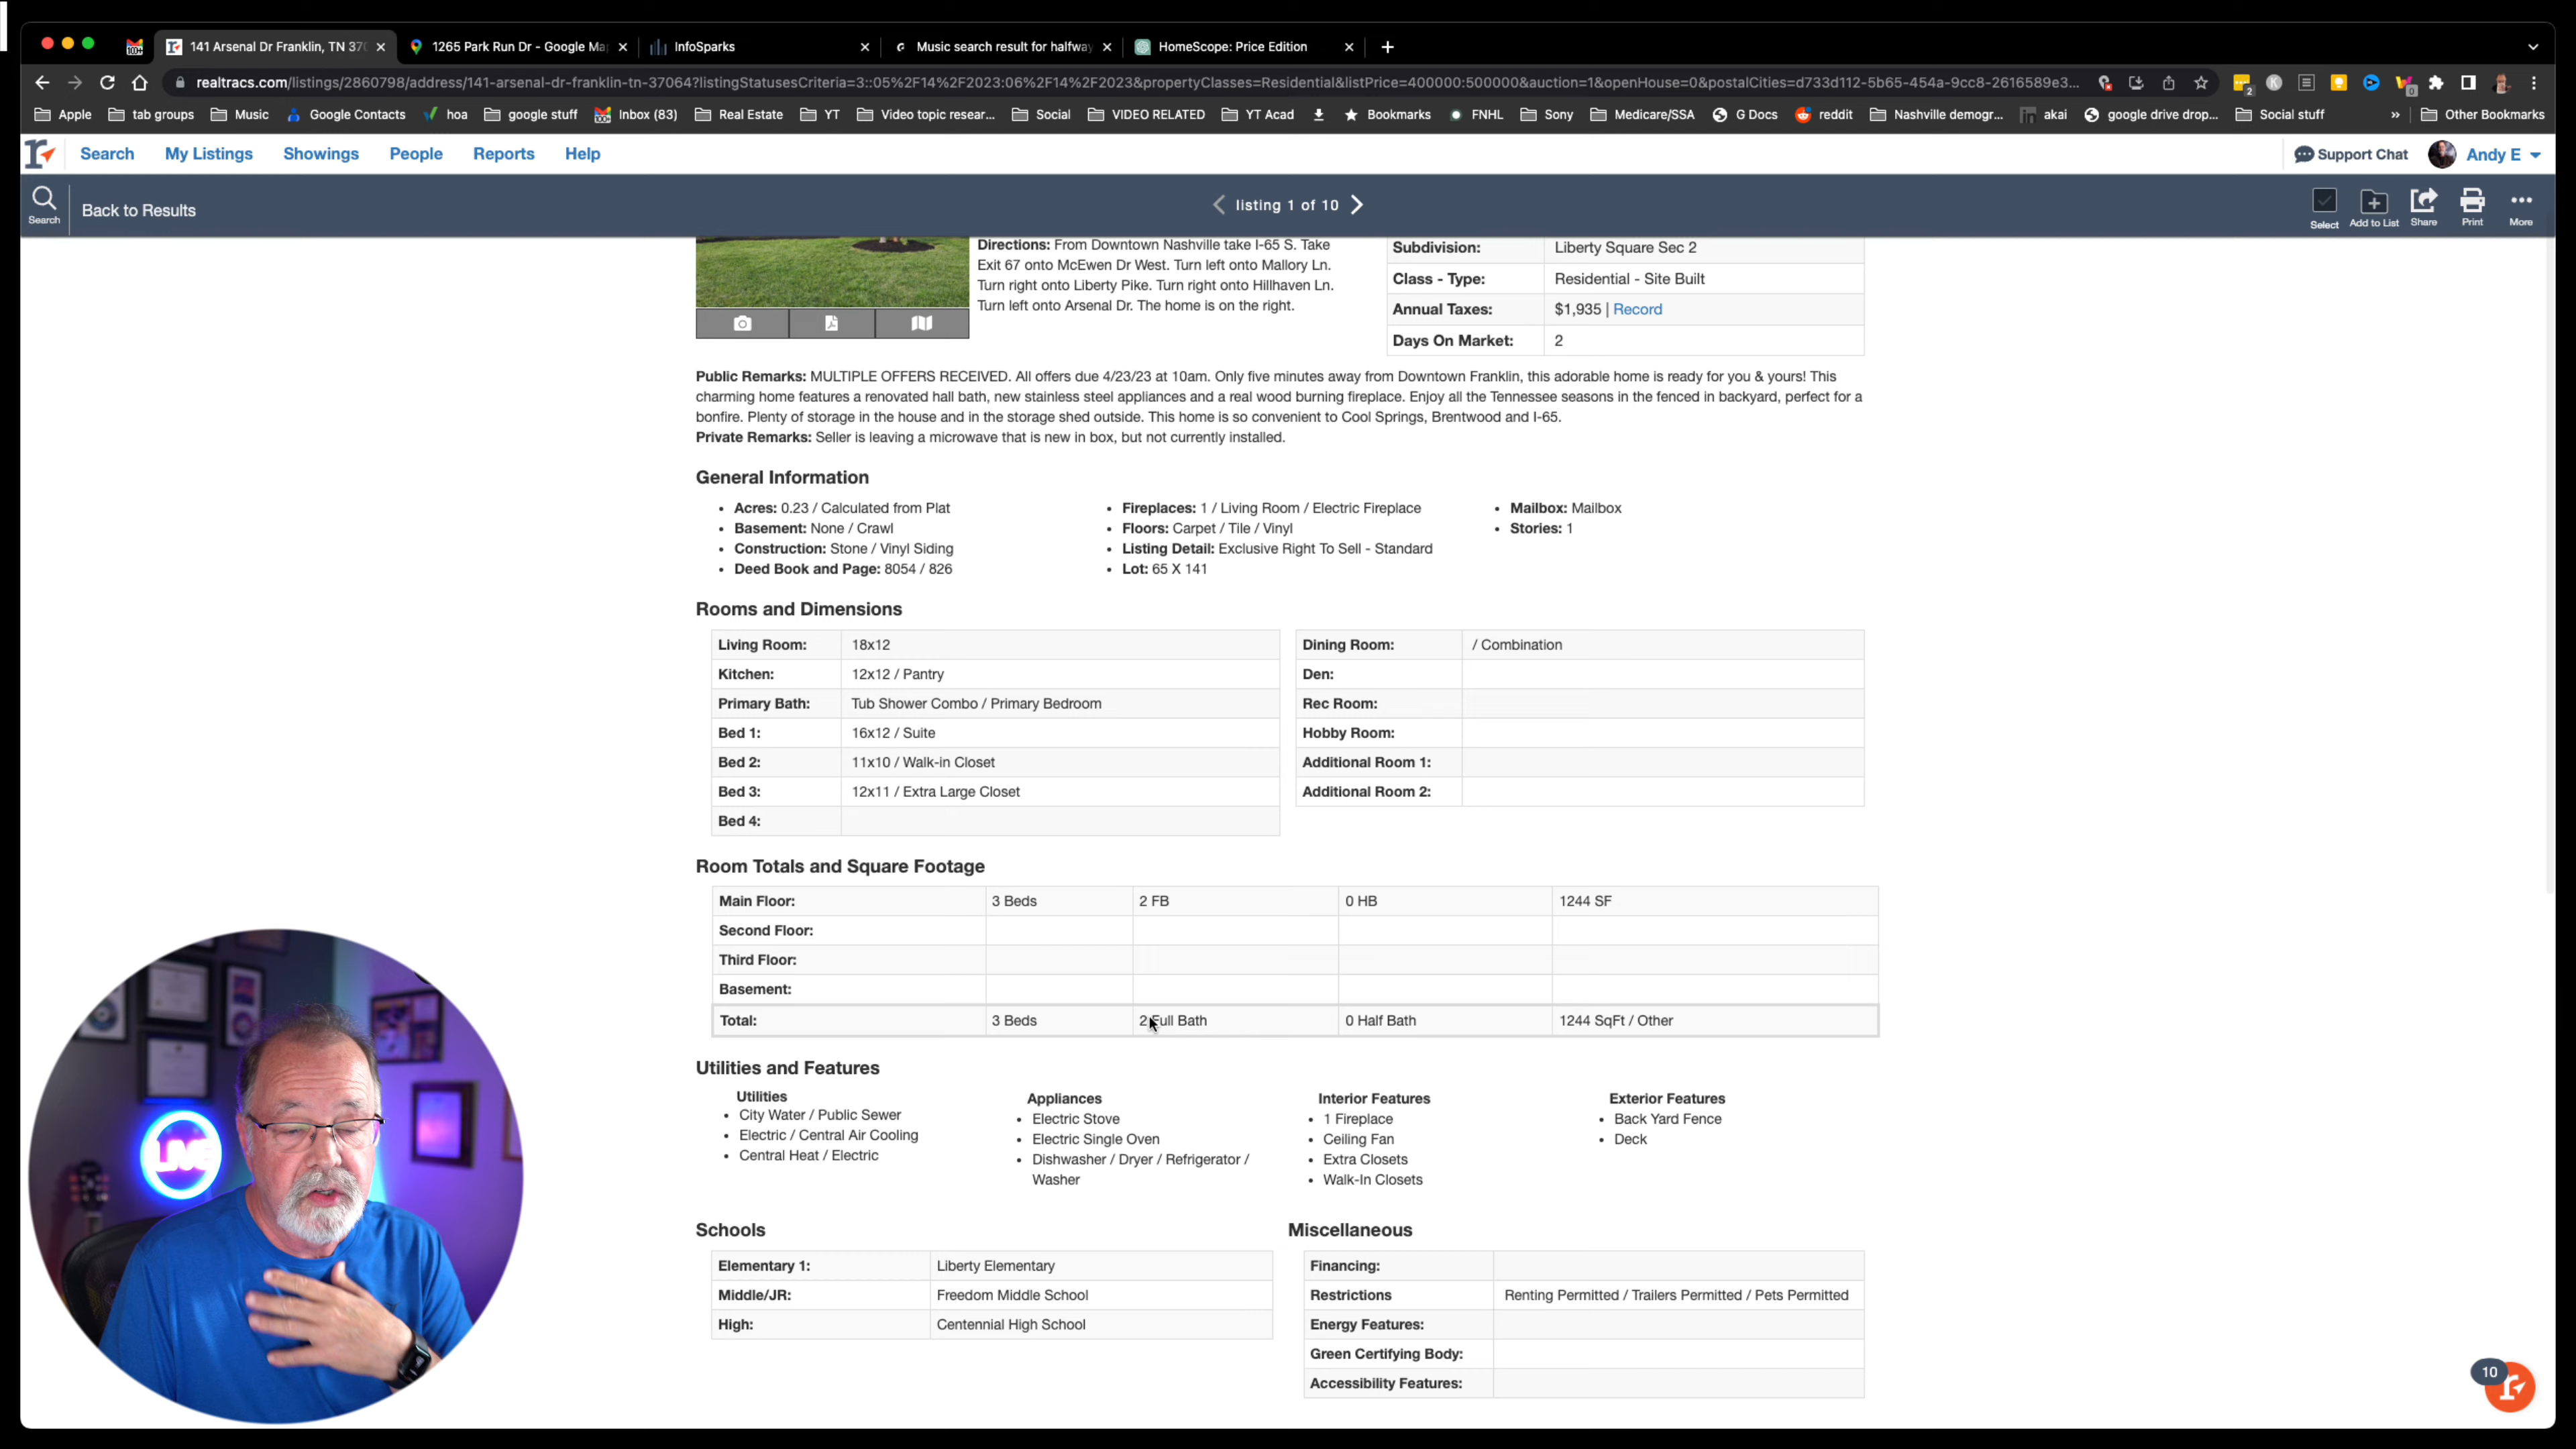 141 Arsenal Dr Franklin, TN 370
1265 Park Run Dr - Google Ma
InfoSparks
Music search result for halfway
HomeScope: Price Edition
realtracs.com/listings/2860798/address/141-arsenal-dr-franklin-tn-37064?listingStatusesCriteria=3::05%2F14%2F2023:06%2F14%2F2023&propertyClasses=Residential&listPrice=400000:500000&auction=1&openHouse=0&postalCities=d733d112-5b65-454a-9cc8-2616589e3...
Apple tab groups Music Google Contacts hoa google stuff Inbox (83) Real Estate YT Video topic resear... Social VIDEO RELATED YT Acad Bookmarks FNHL Sony Medicare/SSA G Docs reddit Nashville demogr... akai google drive drop... Social stuff » Other Bookmarks
Search My Listings Showings People Reports Help Support Chat Andy E
Search Back to Results listing 1 of 10 Select Add to List Share Print More
Directions: From Downtown Nashville take I-65 S. Take
Exit 67 onto McEwen Dr West. Turn left onto Mallory Ln.
Turn right onto Liberty Pike. Turn right onto Hillhaven Ln.
Turn left onto Arsenal Dr. The home is on the right.
Subdivision: Liberty Square Sec 2
Class - Type: Residential - Site Built
Annual Taxes: $1,935 | Record
Days On Market: 2
Public Remarks: MULTIPLE OFFERS RECEIVED. All offers due 4/23/23 at 10am. Only five minutes away from Downtown Franklin, this adorable home is ready for you & yours! This
charming home features a renovated hall bath, new stainless steel appliances and a real wood burning fireplace. Enjoy all the Tennessee seasons in the fenced in backyard, perfect for a
bonfire. Plenty of storage in the house and in the storage shed outside. This home is so convenient to Cool Springs, Brentwood and I-65.
Private Remarks: Seller is leaving a microwave that is new in box, but not currently installed.
General Information
• Acres: 0.23 / Calculated from Plat
• Basement: None / Crawl
• Construction: Stone / Vinyl Siding
• Deed Book and Page: 8054 / 826
• Fireplaces: 1 / Living Room / Electric Fireplace
• Floors: Carpet / Tile / Vinyl
• Listing Detail: Exclusive Right To Sell - Standard
• Lot: 65 X 141
• Mailbox: Mailbox
• Stories: 1
Rooms and Dimensions
Living Room: 18x12
Kitchen: 12x12 / Pantry
Primary Bath: Tub Shower Combo / Primary Bedroom
Bed 1: 16x12 / Suite
Bed 2: 11x10 / Walk-in Closet
Bed 3: 12x11 / Extra Large Closet
Bed 4:
Dining Room: / Combination
Den:
Rec Room:
Hobby Room:
Additional Room 1:
Additional Room 2:
Room Totals and Square Footage
Main Floor: 3 Beds 2 FB 0 HB 1244 SF
Second Floor:
Third Floor:
Basement:
Total: 3 Beds 2 Full Bath 0 Half Bath 1244 SqFt / Other
Utilities and Features
Utilities
• City Water / Public Sewer
• Electric / Central Air Cooling
• Central Heat / Electric
Appliances
• Electric Stove
• Electric Single Oven
• Dishwasher / Dryer / Refrigerator /
Washer
Interior Features
• 1 Fireplace
• Ceiling Fan
• Extra Closets
• Walk-In Closets
Exterior Features
• Back Yard Fence
• Deck
Schools
Elementary 1: Liberty Elementary
Middle/JR: Freedom Middle School
High: Centennial High School
Miscellaneous
Financing:
Restrictions Renting Permitted / Trailers Permitted / Pets Permitted
Energy Features:
Green Certifying Body:
Accessibility Features:
LIVE
10